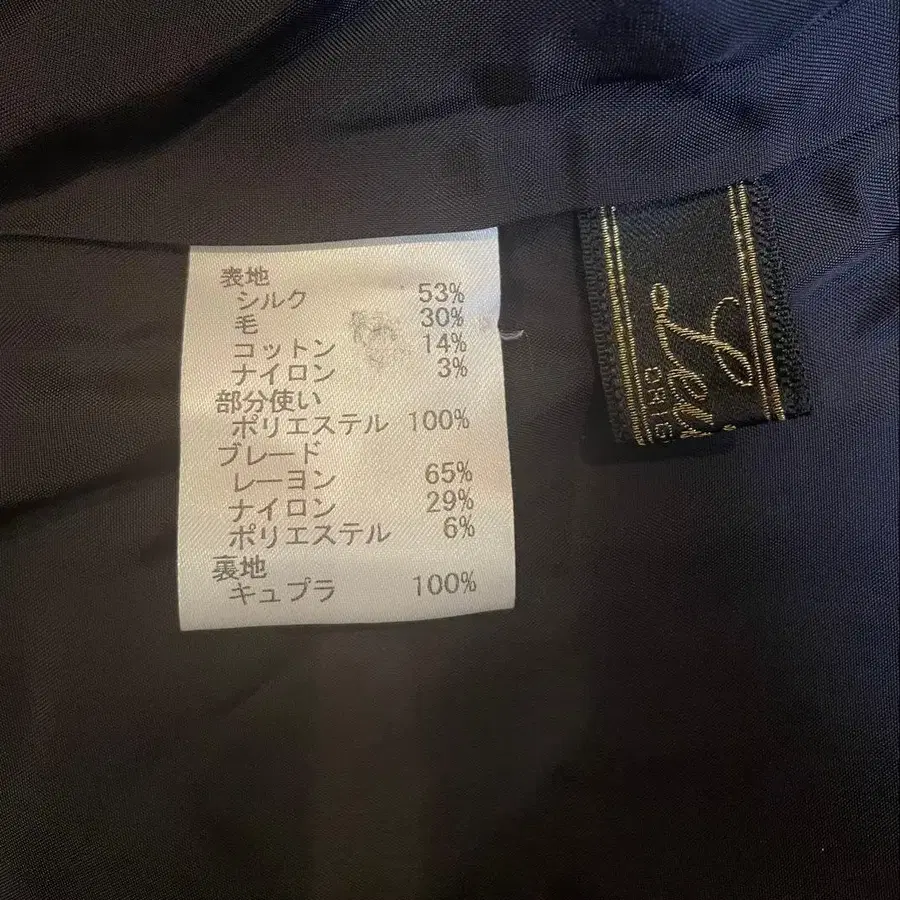 表地
シルク 53%
毛 30%
コットン 14%
ナイロン 3%
部分使い
ポリエステル 100%
ブレード
レーヨン 65%
ナイロン 29%
ポリエステル 6%
裏地
キュプラ 100%